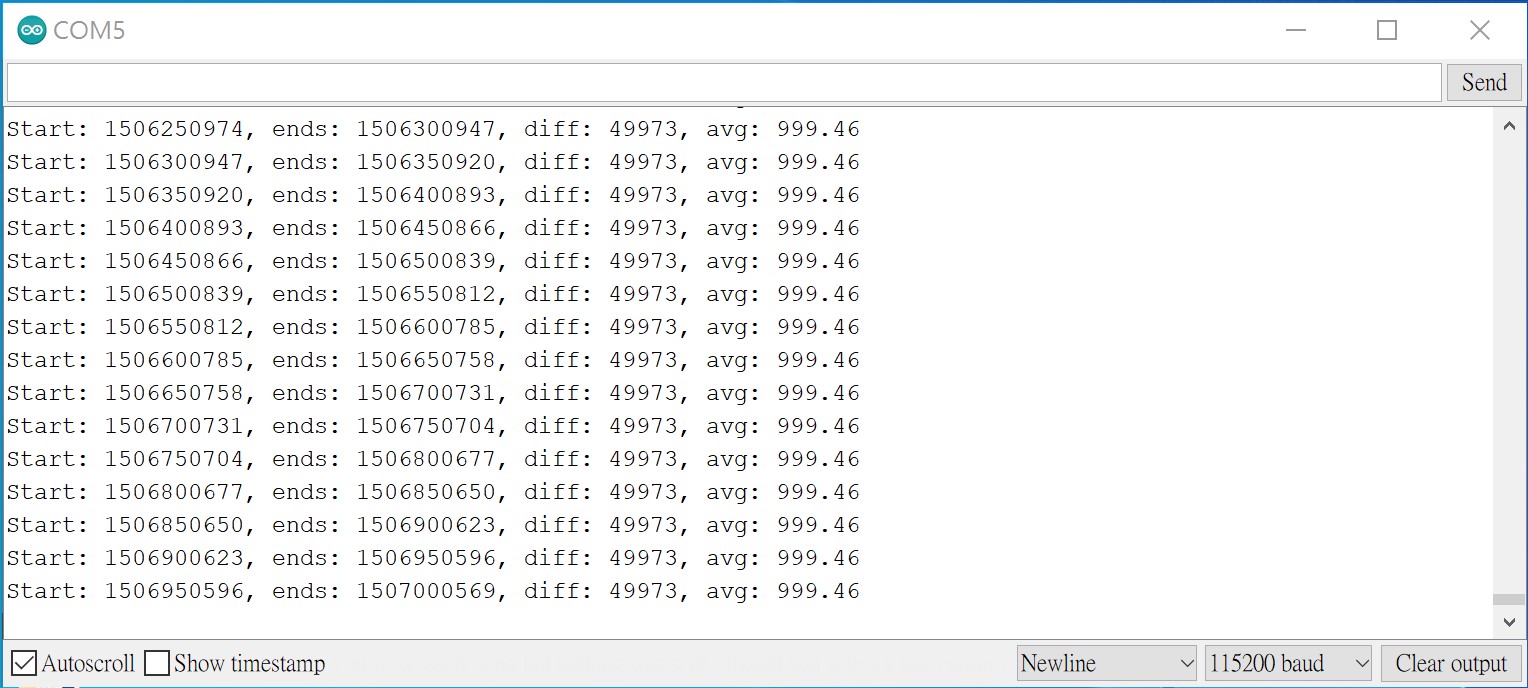 COM5
Send
Start: 1506250974, ends: 1506300947, diff: 49973, avg: 999.46
Start: 1506300947, ends: 1506350920, diff: 49973, avg: 999.46
Start: 1506350920, ends: 1506400893, diff: 49973, avg: 999.46
Start: 1506400893, ends: 1506450866, diff: 49973, avg: 999.46
Start: 1506450866, ends: 1506500839, diff: 49973, avg: 999.46
Start: 1506500839, ends: 1506550812, diff: 49973, avg: 999.46
Start: 1506550812, ends: 1506600785, diff: 49973, avg: 999.46
Start: 1506600785, ends: 1506650758, diff: 49973, avg: 999.46
Start: 1506650758, ends: 1506700731, diff: 49973, avg: 999.46
Start: 1506700731, ends: 1506750704, diff: 49973, avg: 999.46
Start: 1506750704, ends: 1506800677, diff: 49973, avg: 999.46
Start: 1506800677, ends: 1506850650, diff: 49973, avg: 999.46
Start: 1506850650, ends: 1506900623, diff: 49973, avg: 999.46
Start: 1506900623, ends: 1506950596, diff: 49973, avg: 999.46
Start: 1506950596, ends: 1507000569, diff: 49973, avg: 999.46
Autoscroll Show timestamp Newline 115200 baud Clear output